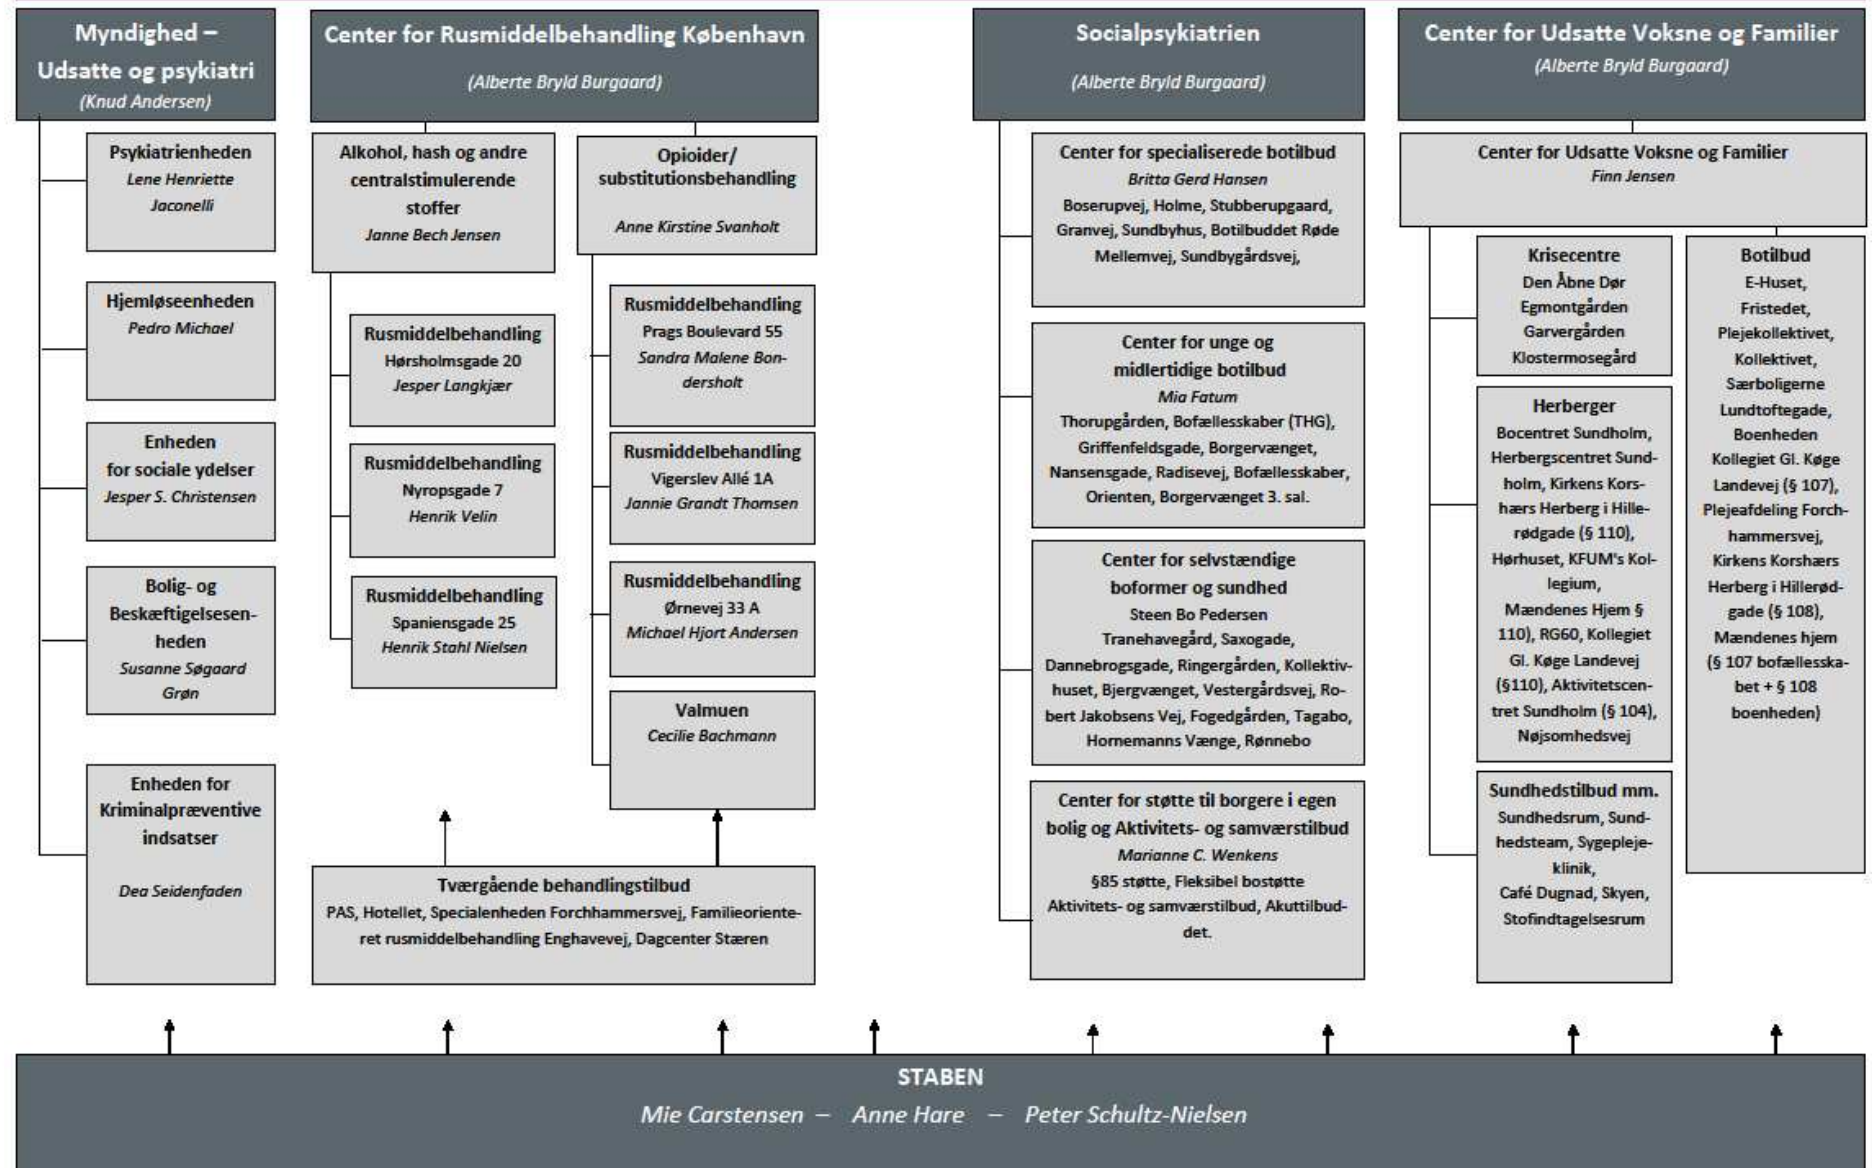 Myndighed –
Udsatte og psykiatri
(Knud Andersen)
Psykiatrienheden
Lene Henriette
Jaconelli
Hjemløseenheden
Pedro Michael
Enheden
for sociale ydelser
Jesper S. Christensen
Bolig- og
Beskæftigelsesen-
heden
Susanne Søgaard
Grøn
Enheden for
Kriminalpræventive
indsatser
Dea Seidenfaden
Center for Rusmiddelbehandling København
(Alberte Bryld Burgaard)
Alkohol, hash og andre
centralstimulerende
stoffer
Janne Bech Jensen
Rusmiddelbehandling
Hørsholmsgade 20
Jesper Langkjær
Rusmiddelbehandling
Nyropsgade 7
Henrik Velin
Rusmiddelbehandling
Spaniensgade 25
Henrik Stahl Nielsen
Opioider/
substitutionsbehandling
Anne Kirstine Svanholt
Rusmiddelbehandling
Prags Boulevard 55
Sandra Malene Bon-
dersholt
Rusmiddelbehandling
Vigerslev Allé 1A
Jannie Grandt Thomsen
Rusmiddelbehandling
Ørnevej 33 A
Michael Hjort Andersen
Valmuen
Cecilie Bachmann
Tværgående behandlingstilbud
PAS, Hotellet, Specialenheden Forchhammersvej, Familieoriente-
ret rusmiddelbehandling Enghavevej, Dagcenter Stæren
Socialpsykiatrien
(Alberte Bryld Burgaard)
Center for specialiserede botilbud
Britta Gerd Hansen
Boserupvej, Holme, Stubberupgaard,
Granvej, Sundbyhus, Botilbuddet Røde
Mellemvej, Sundbygårdsvej,
Center for unge og
midlertidige botilbud
Mia Fatum
Thorupgården, Bofællesskaber (THG),
Griffenfeldsgade, Borgervænget,
Nansensgade, Radisevej, Bofællesskaber,
Orienten, Borgervænget 3. sal.
Center for selvstændige
boformer og sundhed
Steen Bo Pedersen
Tranehavegård, Saxogade,
Dannebrogsgade, Ringergården, Kollektiv-
huset, Bjergvænget, Vestergårdsvej, Ro-
bert Jakobsens Vej, Fogedgården, Tagabo,
Hornemanns Vænge, Rønnebo
Center for støtte til borgere i egen
bolig og Aktivitets- og samværstilbud
Marianne C. Wenkens
§85 støtte, Fleksibel bostøtte
Aktivitets- og samværstilbud, Akuttilbud-
det.
Center for Udsatte Voksne og Familier
(Alberte Bryld Burgaard)
Center for Udsatte Voksne og Familier
Finn Jensen
Krisecentre
Den Åbne Dør
Egmontgården
Garvergården
Klostermosegård
Herberger
Bocentret Sundholm,
Herbergscentret Sund-
holm, Kirkens Kors-
hærs Herberg i Hille-
rødgade (§ 110),
Hørhuset, KFUM's Kol-
legium,
Mændenes Hjem §
110), RG60, Kollegiet
Gl. Køge Landevej
(§110), Aktivitetscen-
tret Sundholm (§ 104),
Nøjsomhedsvej
Sundhedstilbud mm.
Sundhedsrum, Sund-
hedsteam, Sygepleje-
klinik,
Café Dugnad, Skyen,
Stofindtagelsesrum
Botilbud
E-Huset,
Fristedet,
Plejekollektivet,
Kollektivet,
Særboligerne
Lundtoftegade,
Boenheden
Kollegiet Gl. Køge
Landevej (§ 107),
Plejeafdeling Forch-
hammersvej,
Kirkens Korshærs
Herberg i Hillerød-
gade (§ 108),
Mændenes hjem
(§ 107 bofællesska-
bet + § 108
boenheden)
STABEN
Mie Carstensen – Anne Hare – Peter Schultz-Nielsen